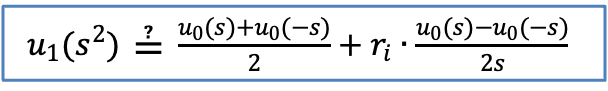 u₁(s²) ≟ (u₀(s)+u₀(−s))/2 + rᵢ · (u₀(s)−u₀(−s))/2s